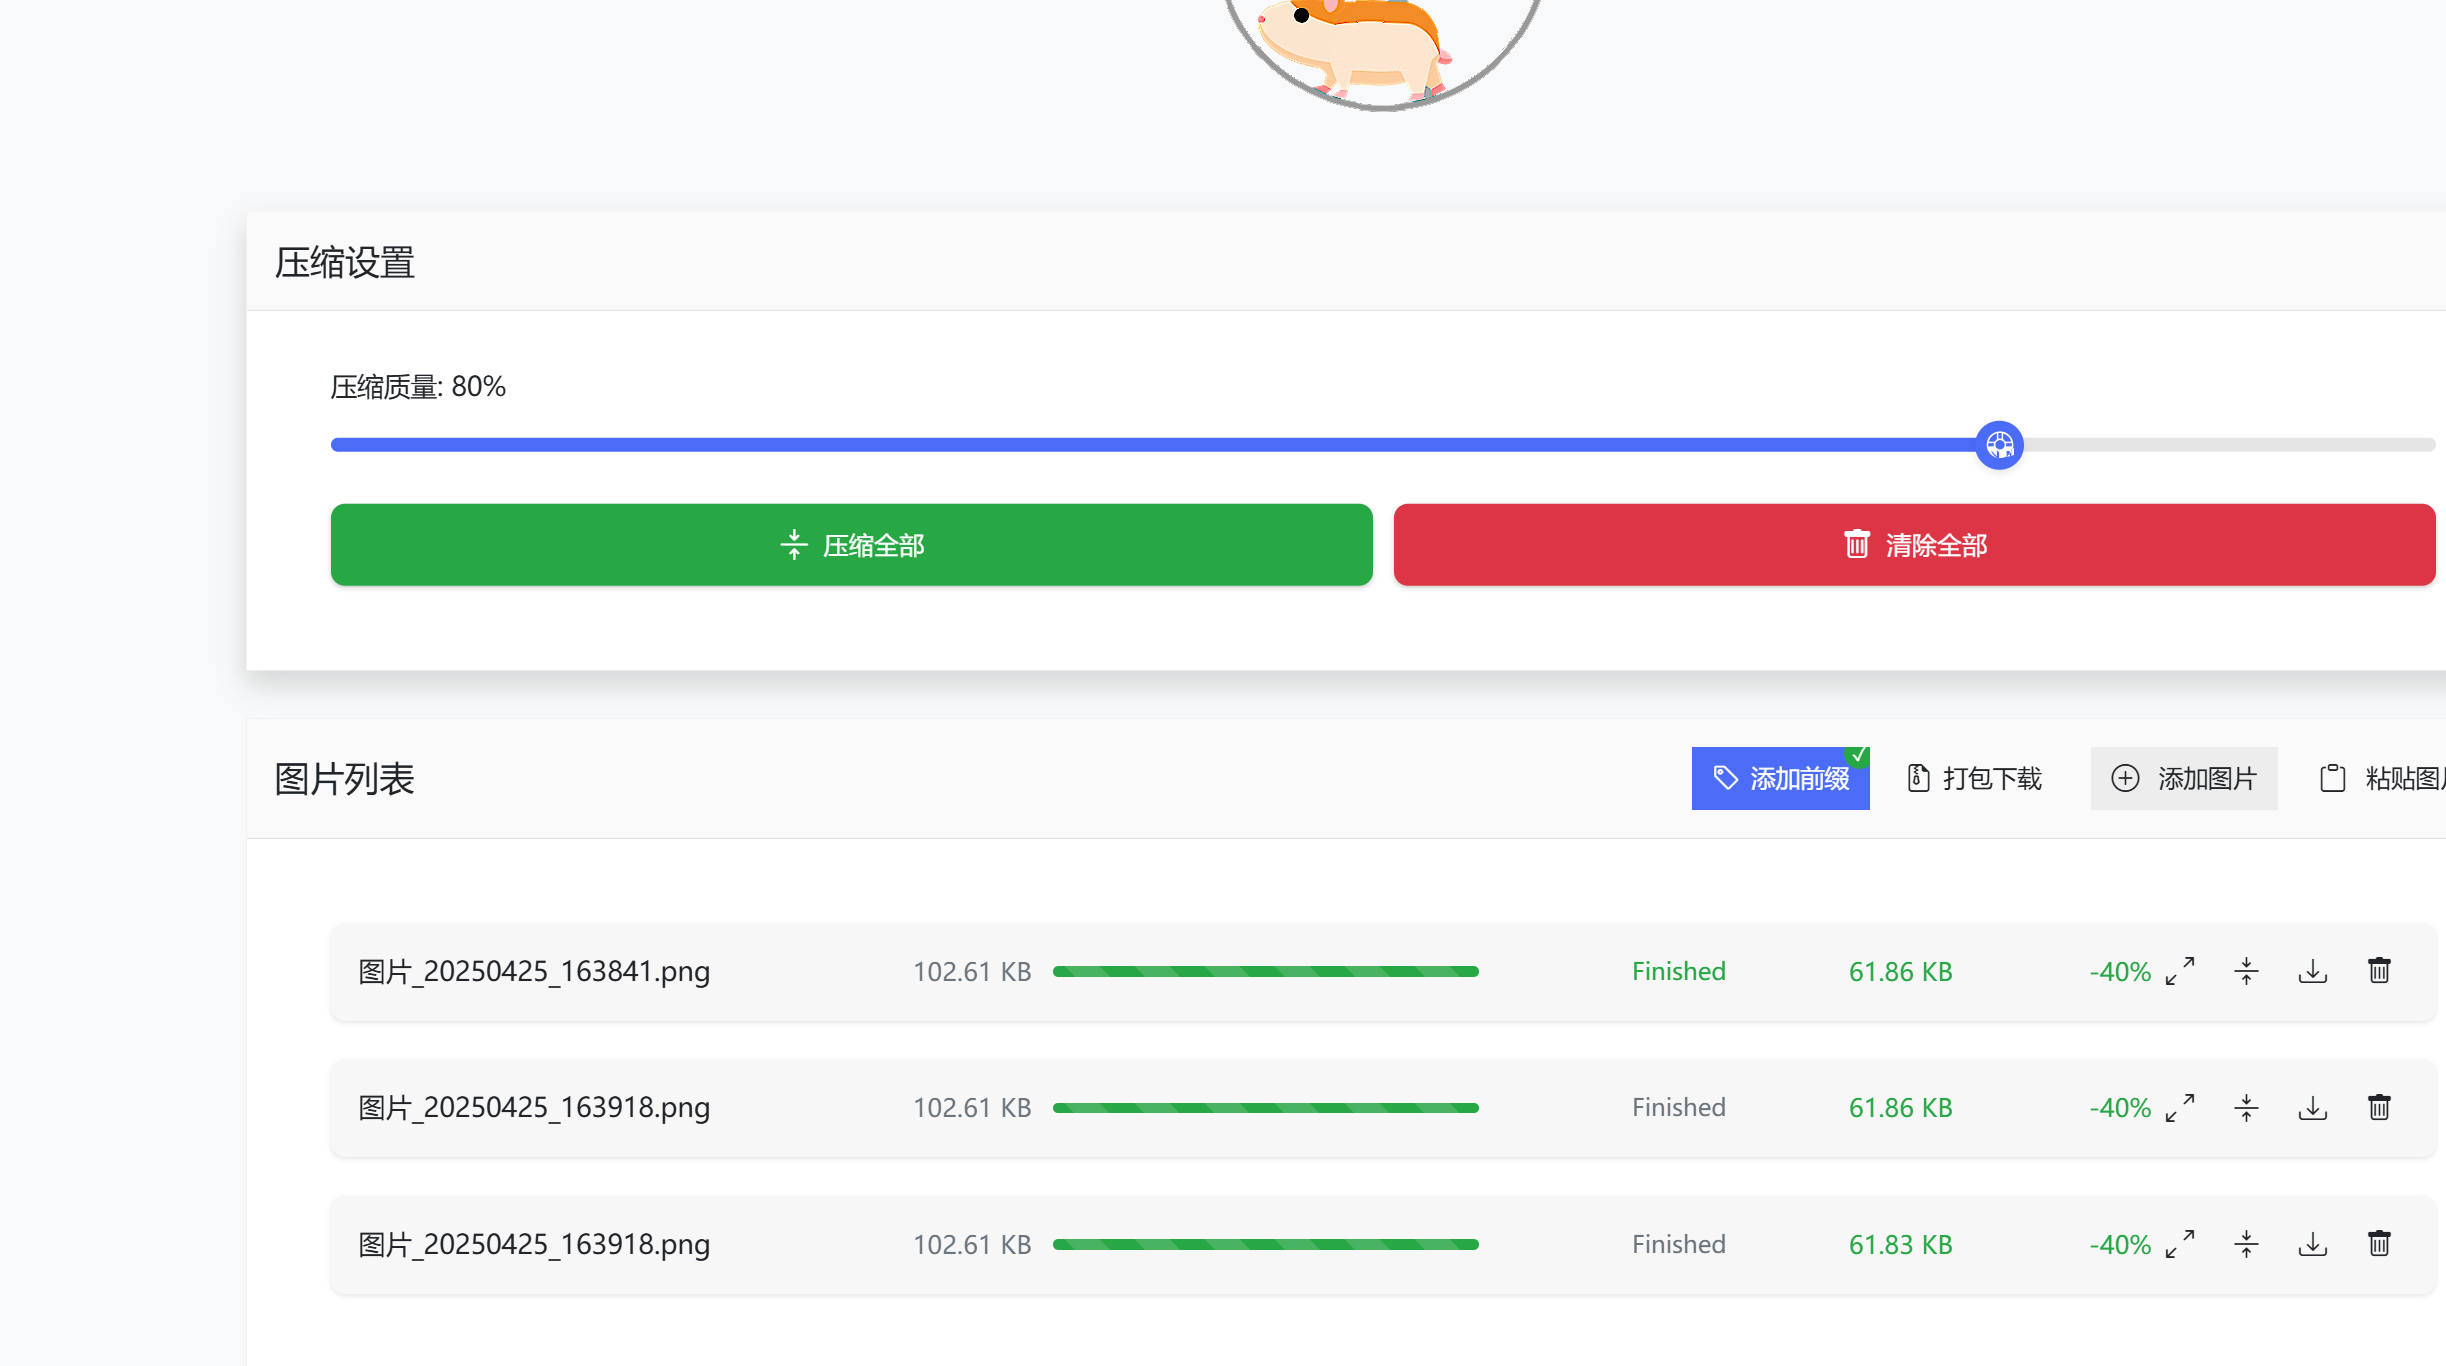 压缩设置
压缩质量: 80%
压缩全部
清除全部
图片列表
添加前缀
打包下载
添加图片
粘贴图
图片_20250425_163841.png 102.61 KB Finished 61.86 KB -40%
图片_20250425_163918.png 102.61 KB Finished 61.86 KB -40%
图片_20250425_163918.png 102.61 KB Finished 61.83 KB -40%